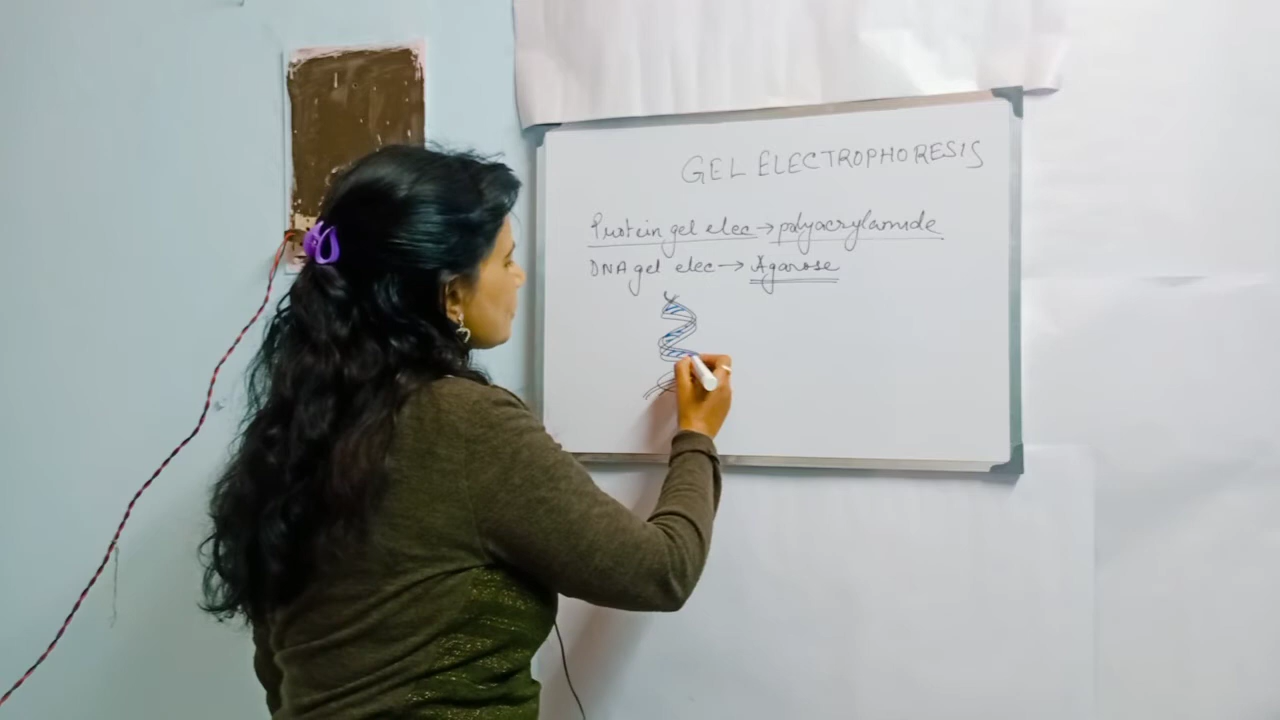 GEL ELECTROPHORESIS
Protein gel elec → polyacrylamide
DNA gel elec → Agarose